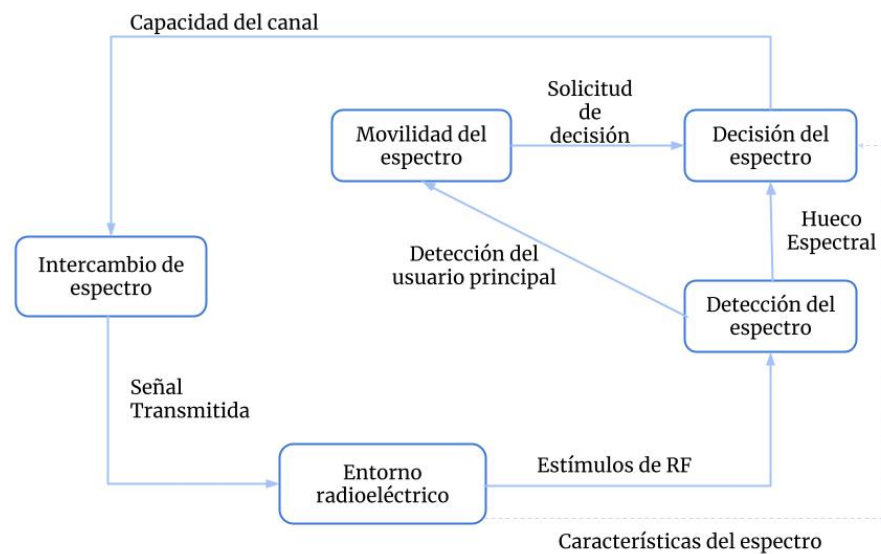 Capacidad del canal
Solicitud
de
decisión
Movilidad del
espectro
Decisión del
espectro
Hueco
Espectral
Intercambio de
espectro
Detección del
usuario principal
Detección del
espectro
Señal
Transmitida
Entorno
radioeléctrico
Estímulos de RF
Características del espectro